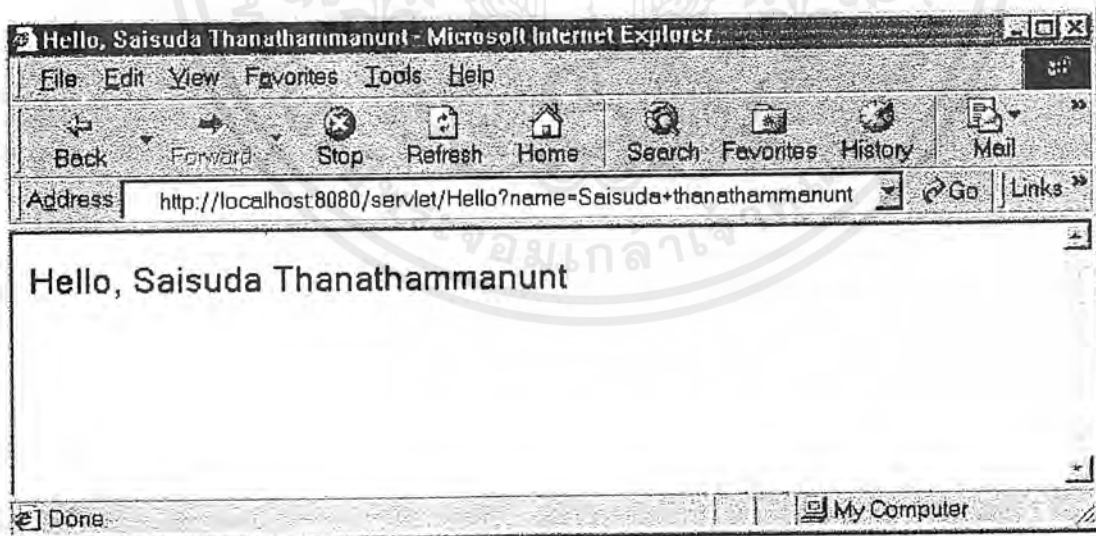 Hello, Saisuda Thanathammanunt - Microsoft Internet Explorer
File Edit View Favorites Tools Help
Back Forward Stop Refresh Home Search Favorites History Mail »
Address http://localhost:8080/servlet/Hello?name=Saisuda+thanathammanunt Go Links »
Hello, Saisuda Thanathammanunt
Done My Computer